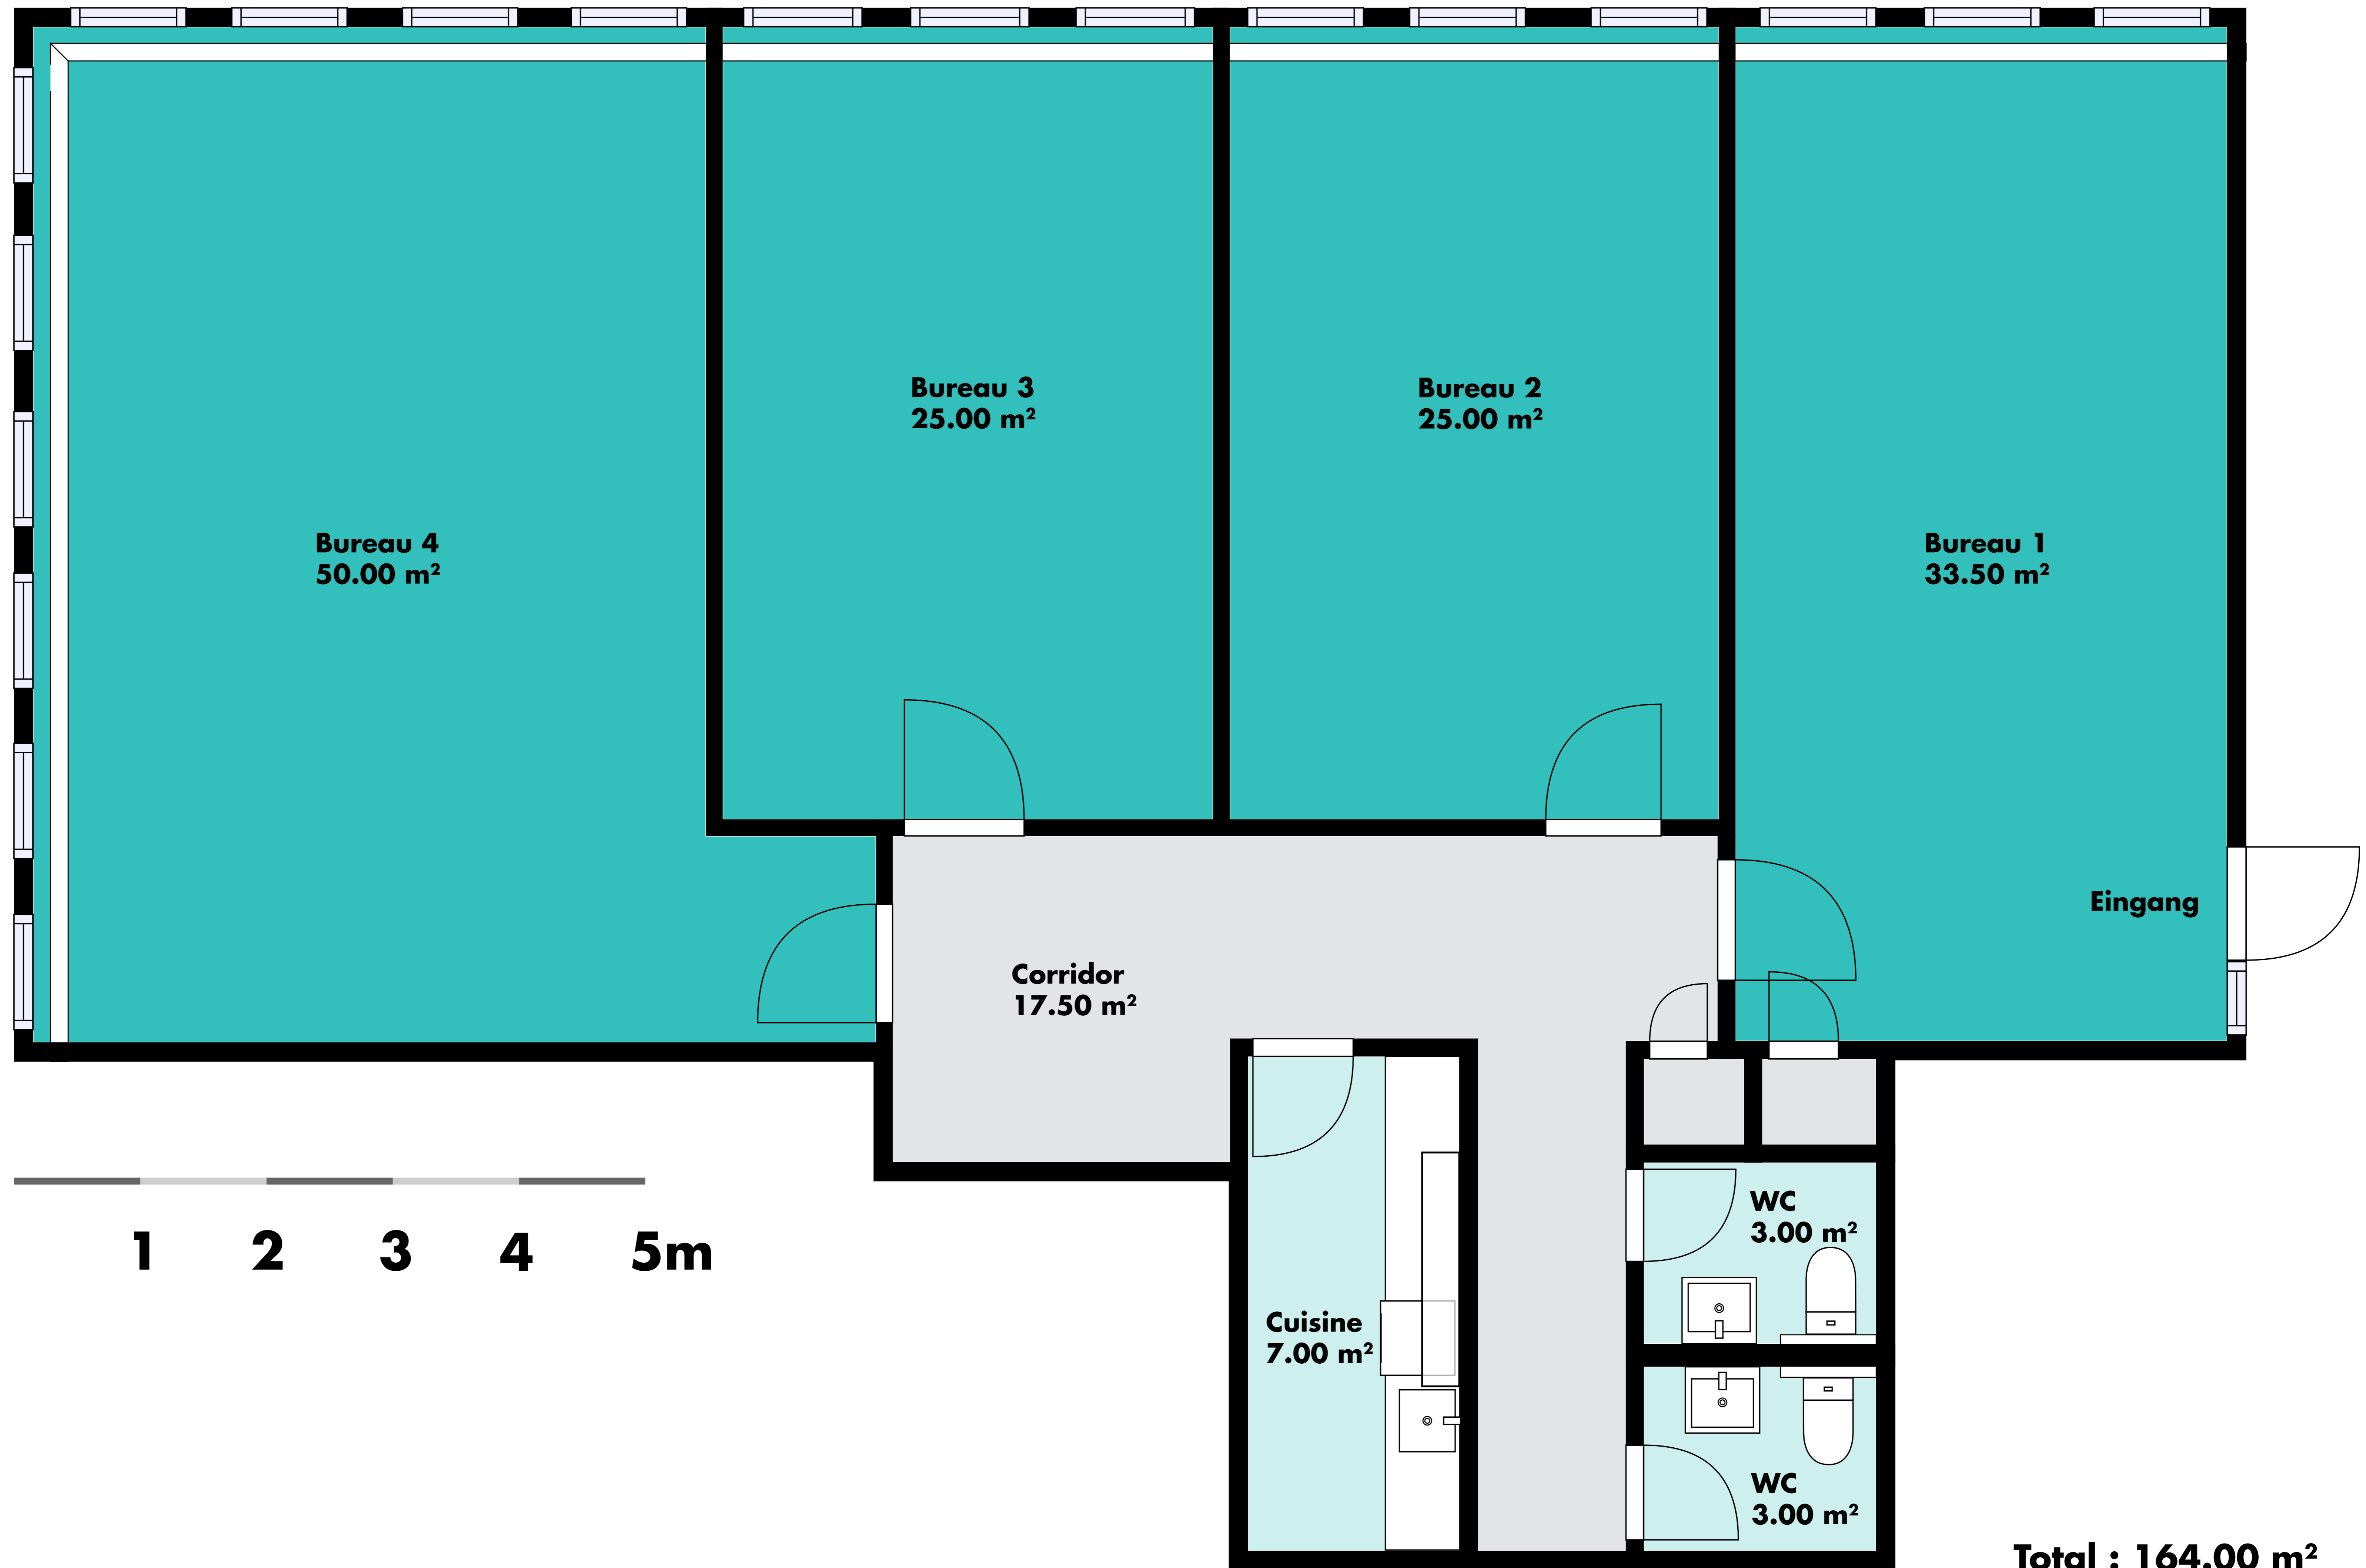 Bureau 3
25.00 m²
Bureau 2
25.00 m²
Bureau 4
50.00 m²
Bureau 1
33.50 m²
Eingang
Corridor
17.50 m²
WC
3.00 m²
1 2 3 4 5m
Cuisine
7.00 m²
WC
3.00 m²
Total : 164.00 m²